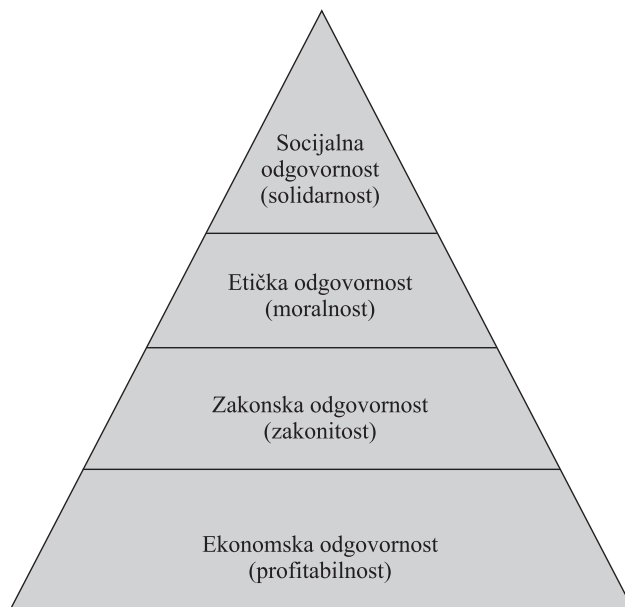 Socijalna
odgovornost
(solidarnost)
Etička odgovornost
(moralnost)
Zakonska odgovornost
(zakonitost)
Ekonomska odgovornost
(profitabilnost)